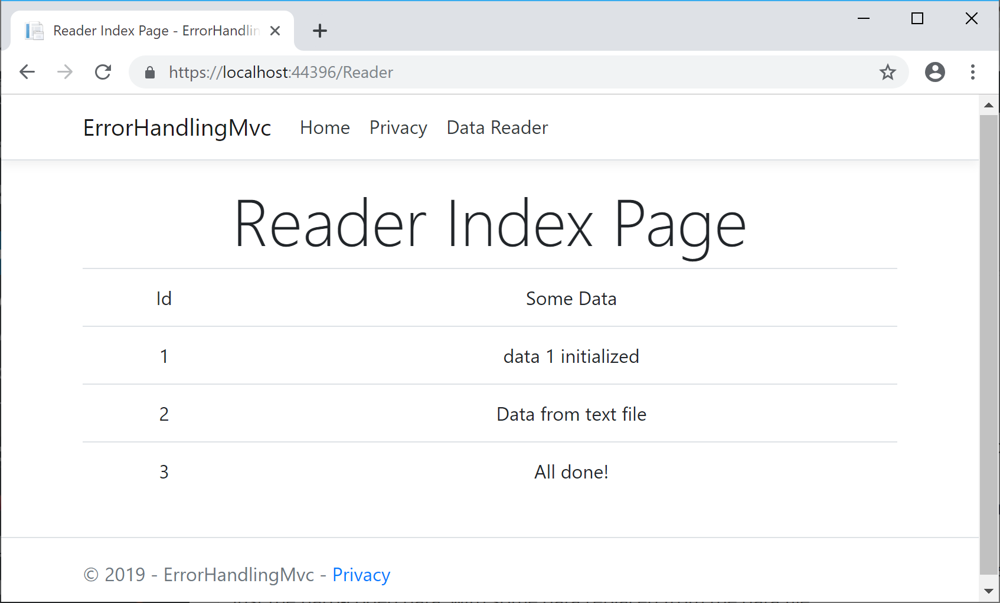 Reader Index Page - ErrorHandlin
https://localhost:44396/Reader
ErrorHandlingMvc Home Privacy Data Reader
Reader Index Page
Id Some Data
1 data 1 initialized
2 Data from text file
3 All done!
© 2019 - ErrorHandlingMvc - Privacy